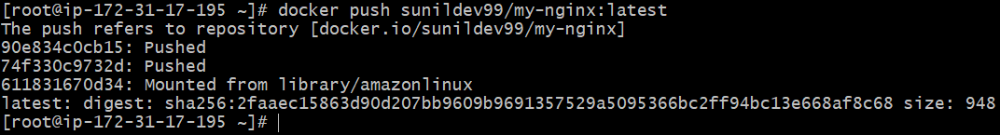 [root@ip-172-31-17-195 ~]# docker push sunildev99/my-nginx:latest
The push refers to repository [docker.io/sunildev99/my-nginx]
90e834c0cb15: Pushed
74f330c9732d: Pushed
611831670d34: Mounted from library/amazonlinux
latest: digest: sha256:2faaec15863d90d207bb9609b9691357529a5095366bc2ff94bc13e668af8c68 size: 948
[root@ip-172-31-17-195 ~]#